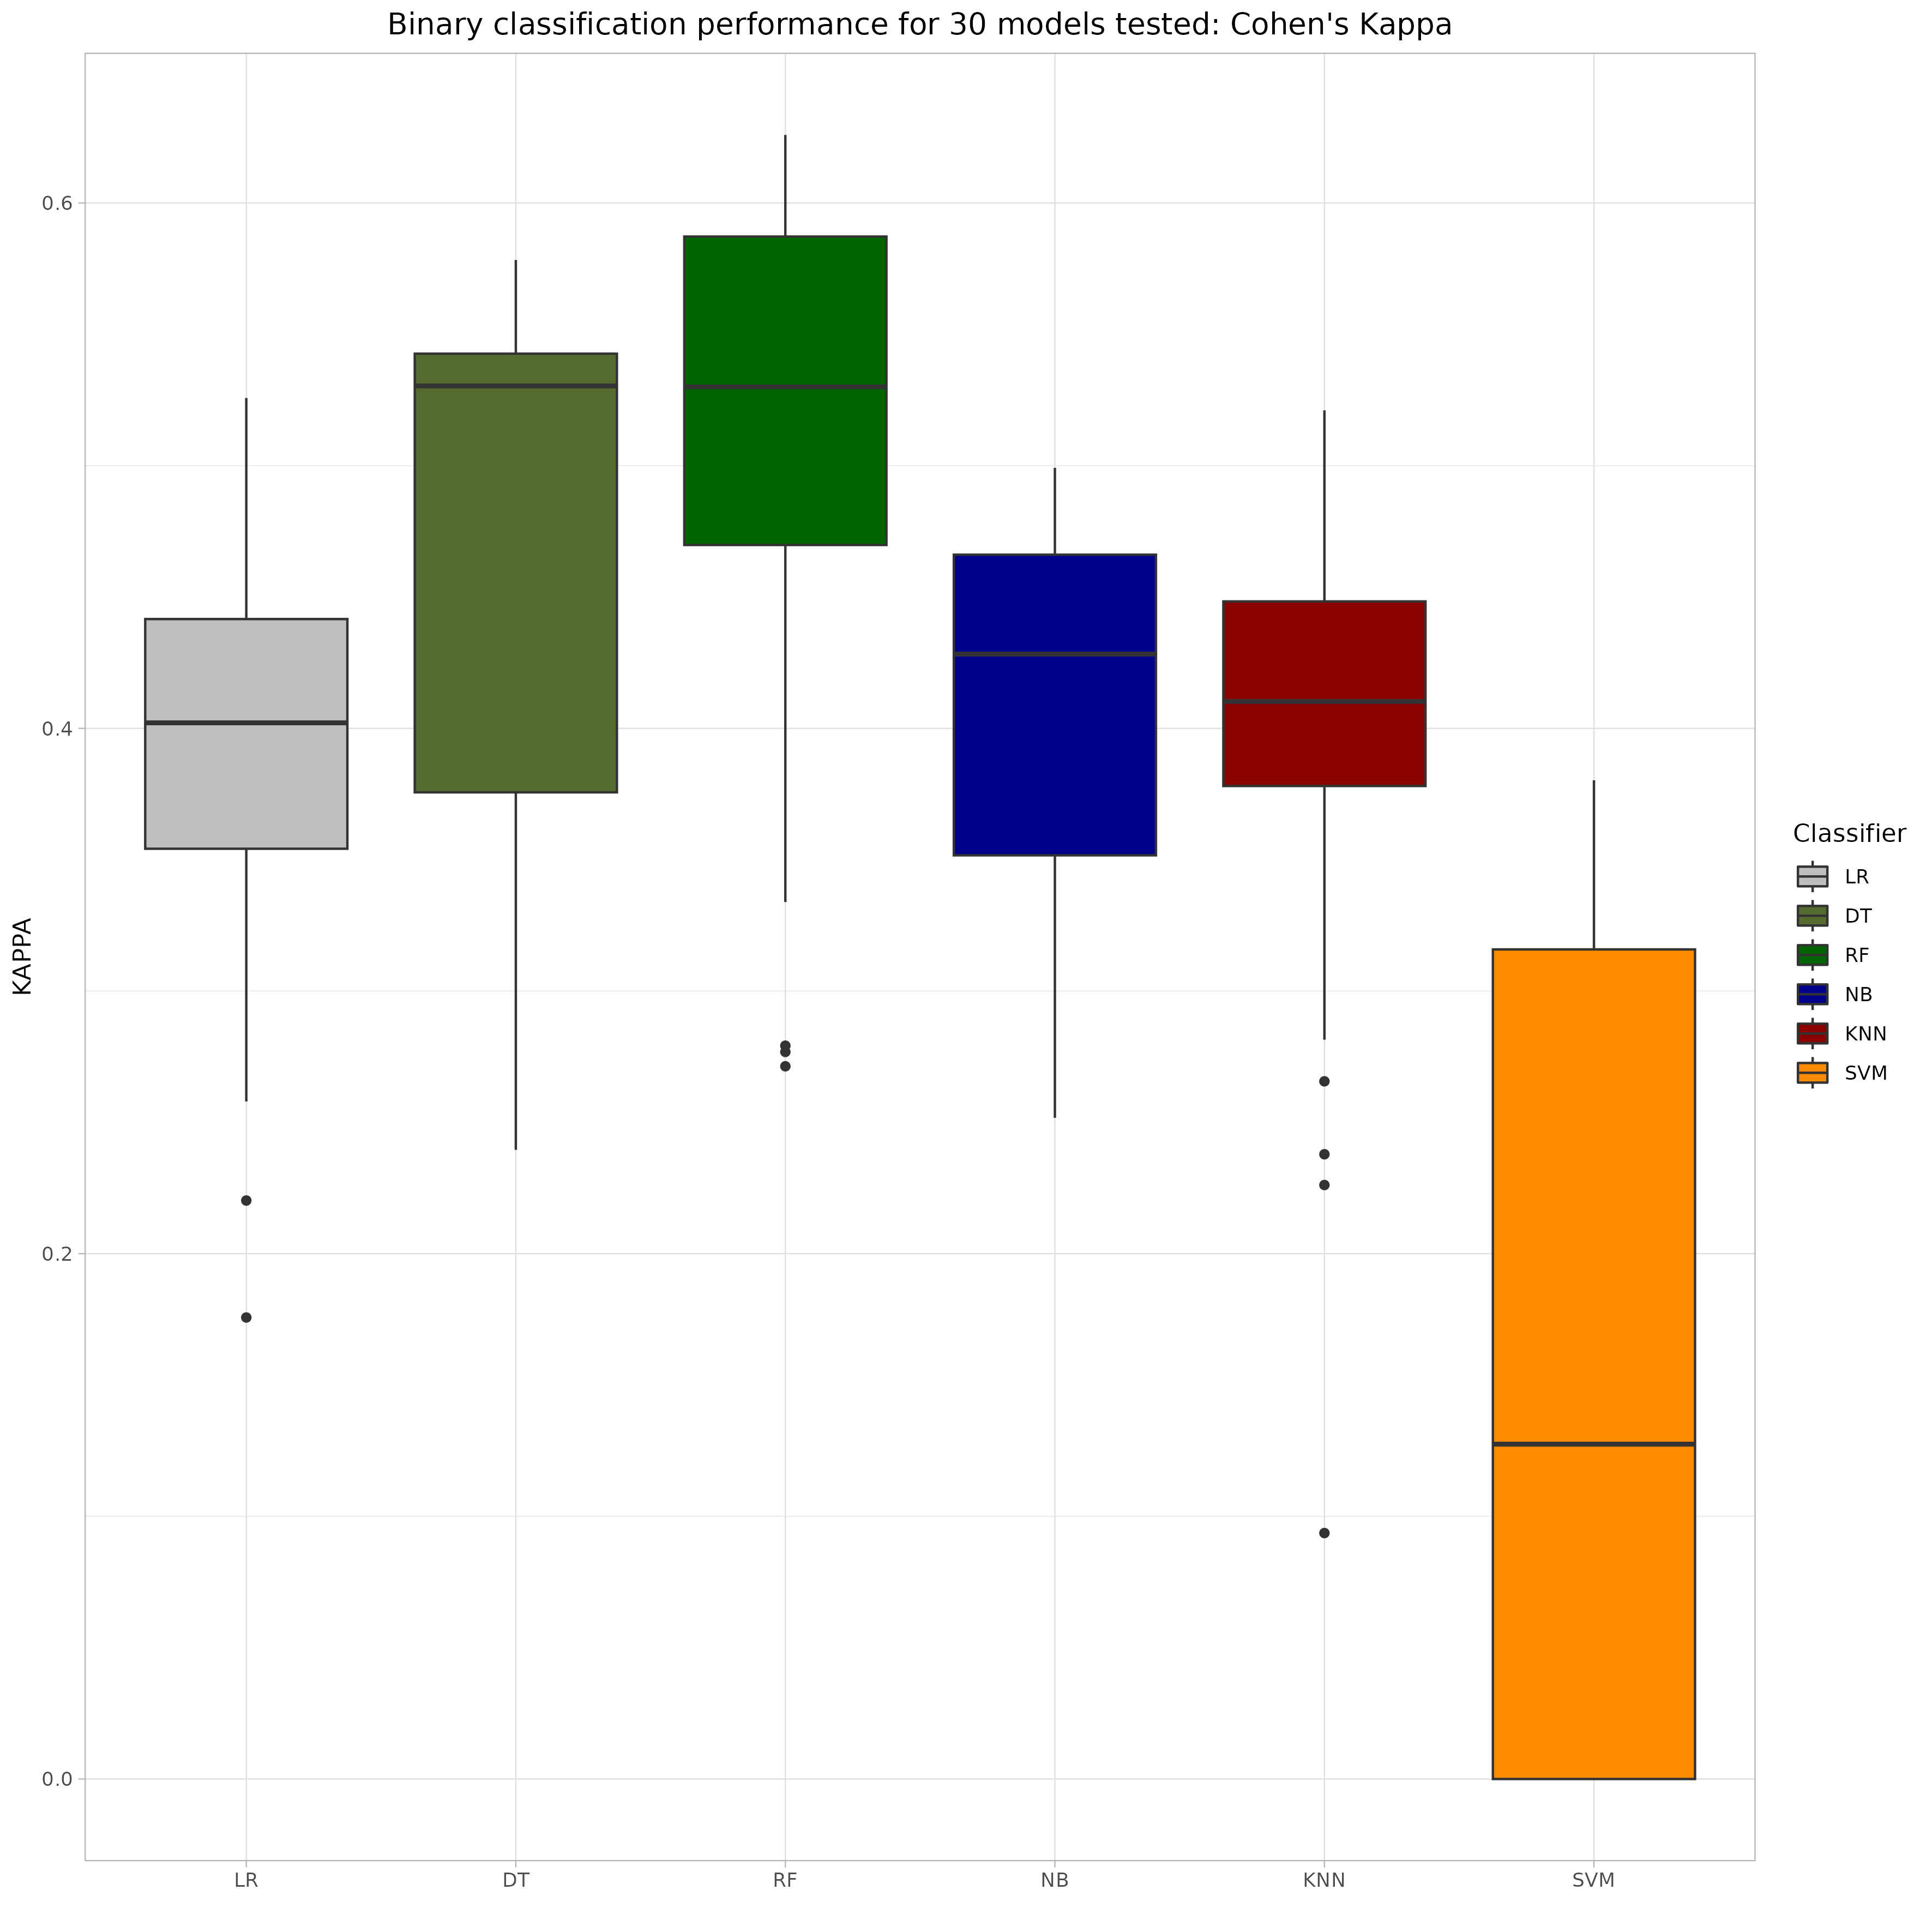 Binary classification performance for 30 models tested: Cohen's Kappa
KAPPA
0.6
0.4
0.2
0.0
LR DT RF NB KNN SVM
Classifier
LR
DT
RF
NB
KNN
SVM